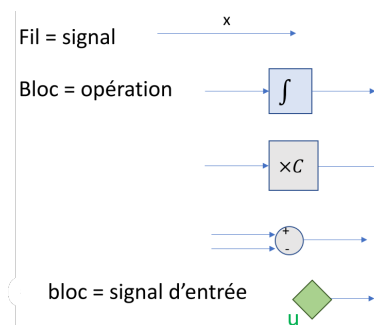 x
Fil = signal
Bloc = opération
∫
×C
+
-
bloc = signal d'entrée
u